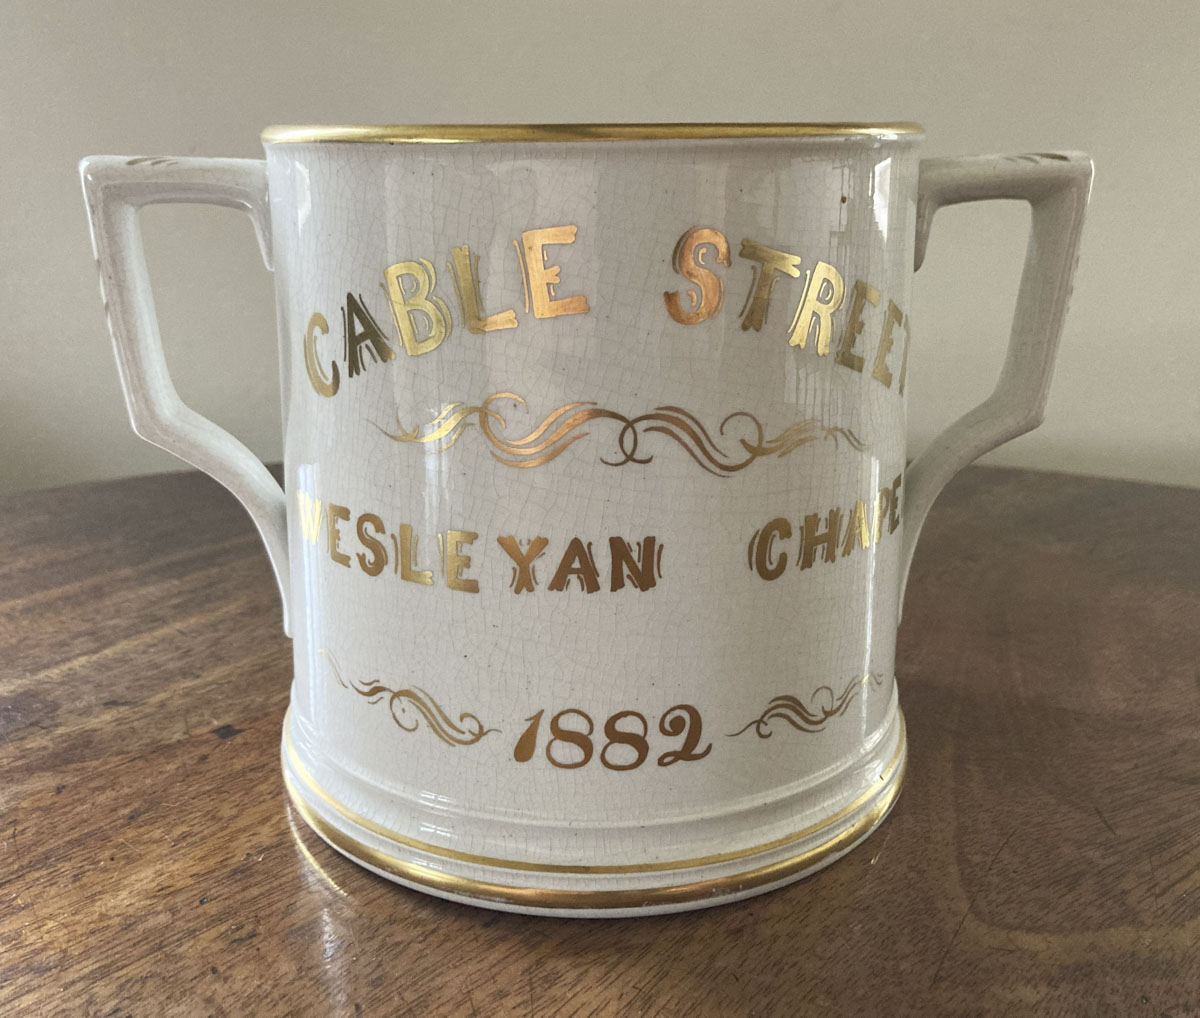 CABLE STREET
WESLEYAN CHAPE
1882